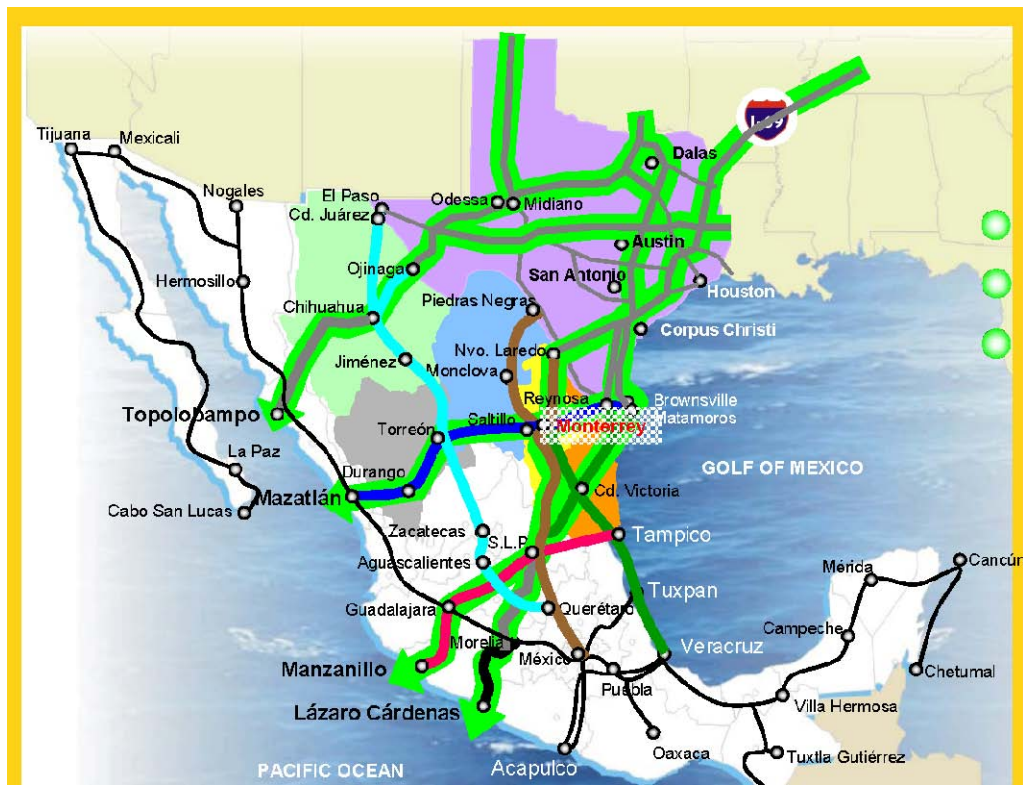 I-69
Tijuana
Mexicali
Nogales
El Paso
Cd. Juárez
Odessa
Midiano
Dalas
Austin
San Antonio
Houston
Ojinaga
Hermosillo
Chihuahua
Piedras Negras
Corpus Christi
Jiménez
Nvo. Laredo
Monclova
Reynosa
Brownsville
Matamoros
Topolobampo
Torreón
Saltillo
Monterrey
La Paz
Durango
GOLF OF MEXICO
Mazatlán
Cd. Victoria
Cabo San Lucas
Zacatecas
S.L.P
Tampico
Aguascalientes
Mérida
Cancún
Tuxpan
Guadalajara
Querétaro
Campeche
Morelia
México
Veracruz
Manzanillo
Puebla
Chetumal
Lázaro Cárdenas
Villa Hermosa
Oaxaca
Tuxtla Gutiérrez
Acapulco
PACIFIC OCEAN